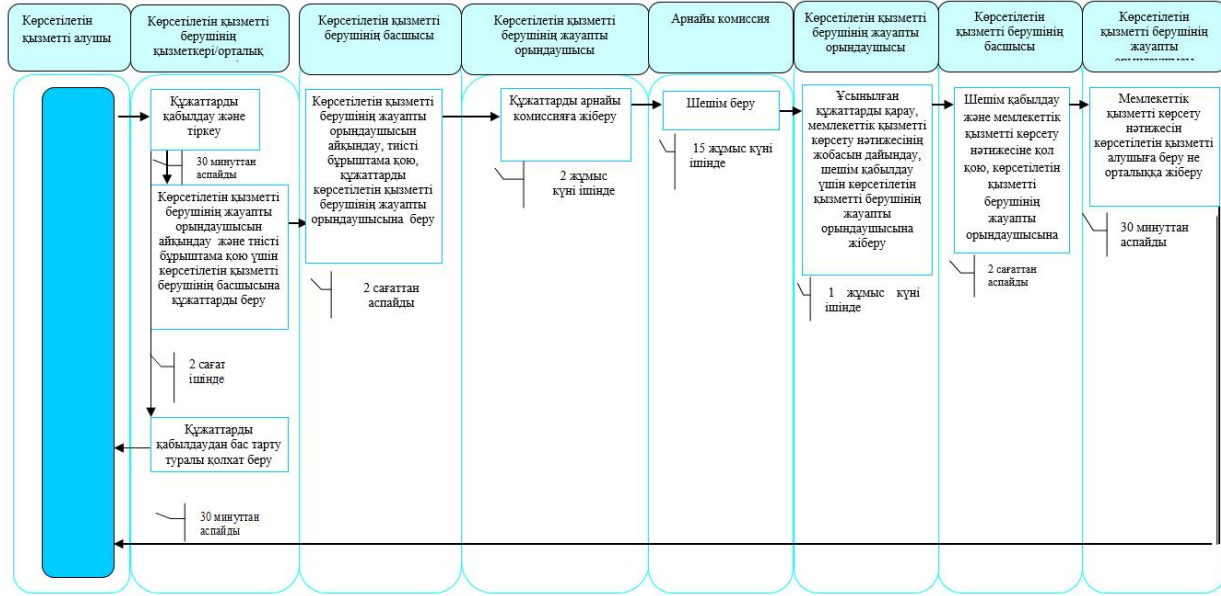 Көрсетілетін
қызметті алушы
Көрсетілетін қызметті
берушінің
қызметкері/орталық
Көрсетілетін қызметті
берушінің басшысы
Көрсетілетін қызметті
берушінің жауапты
орындаушысы
Арнайы комиссия
Көрсетілетін қызметті
берушінің жауапты
орындаушысы
Көрсетілетін
қызметті берушінің
басшысы
Көрсетілетін
қызметті берушінің
жауапты
орындаушысы
Құжаттарды
қабылдау және
тіркеу
30 минуттан
аспайды
Көрсетілетін қызметті
берушінің жауапты
орындаушысын
айқындау және тиісті
бұрыштама қою үшін
көрсетілетін қызметті
берушінің басшысына
құжаттарды беру
2 сағат
ішінде
Құжаттарды
қабылдаудан бас тарту
туралы қолхат беру
30 минуттан
аспайды
Көрсетілетін қызметті
берушінің жауапты
орындаушысын
айқындау, тиісті
бұрыштама қою,
құжаттарды
көрсетілетін қызметті
берушінің жауапты
орындаушысына беру
2 сағаттан
аспайды
Құжаттарды арнайы
комиссияға жіберу
2 жұмыс
күні ішінде
Шешім беру
15 жұмыс күні
ішінде
Ұсынылған
құжаттарды қарау,
мемлекеттік қызметті
көрсету нәтижесінің
жобасын дайындау,
шешім қабылдау
үшін көрсетілетін
қызметті берушінің
жауапты
орындаушысына
жіберу
1 жұмыс күні
ішінде
Шешім қабылдау
және мемлекеттік
қызметті көрсету
нәтижесіне қол
қою, көрсетілетін
қызметті
берушінің
жауапты
орындаушысына
2 сағаттан
аспайды
Мемлекеттік
қызметті көрсету
нәтижесін
көрсетілетін қызметті
алушыға беру не
орталыққа жіберу
30 минуттан
аспайды